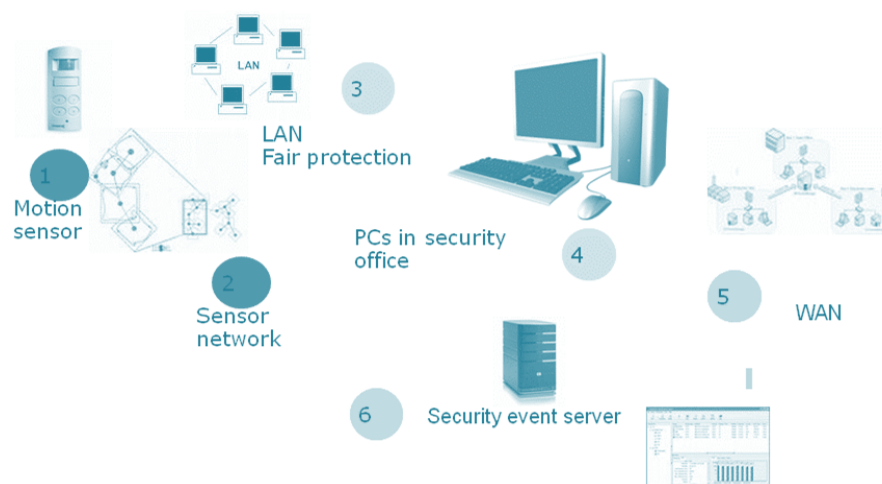 LAN
3
LAN
Fair protection
1
Motion
sensor
PCs in security
office
4
2
Sensor
network
5
WAN
6
Security event server